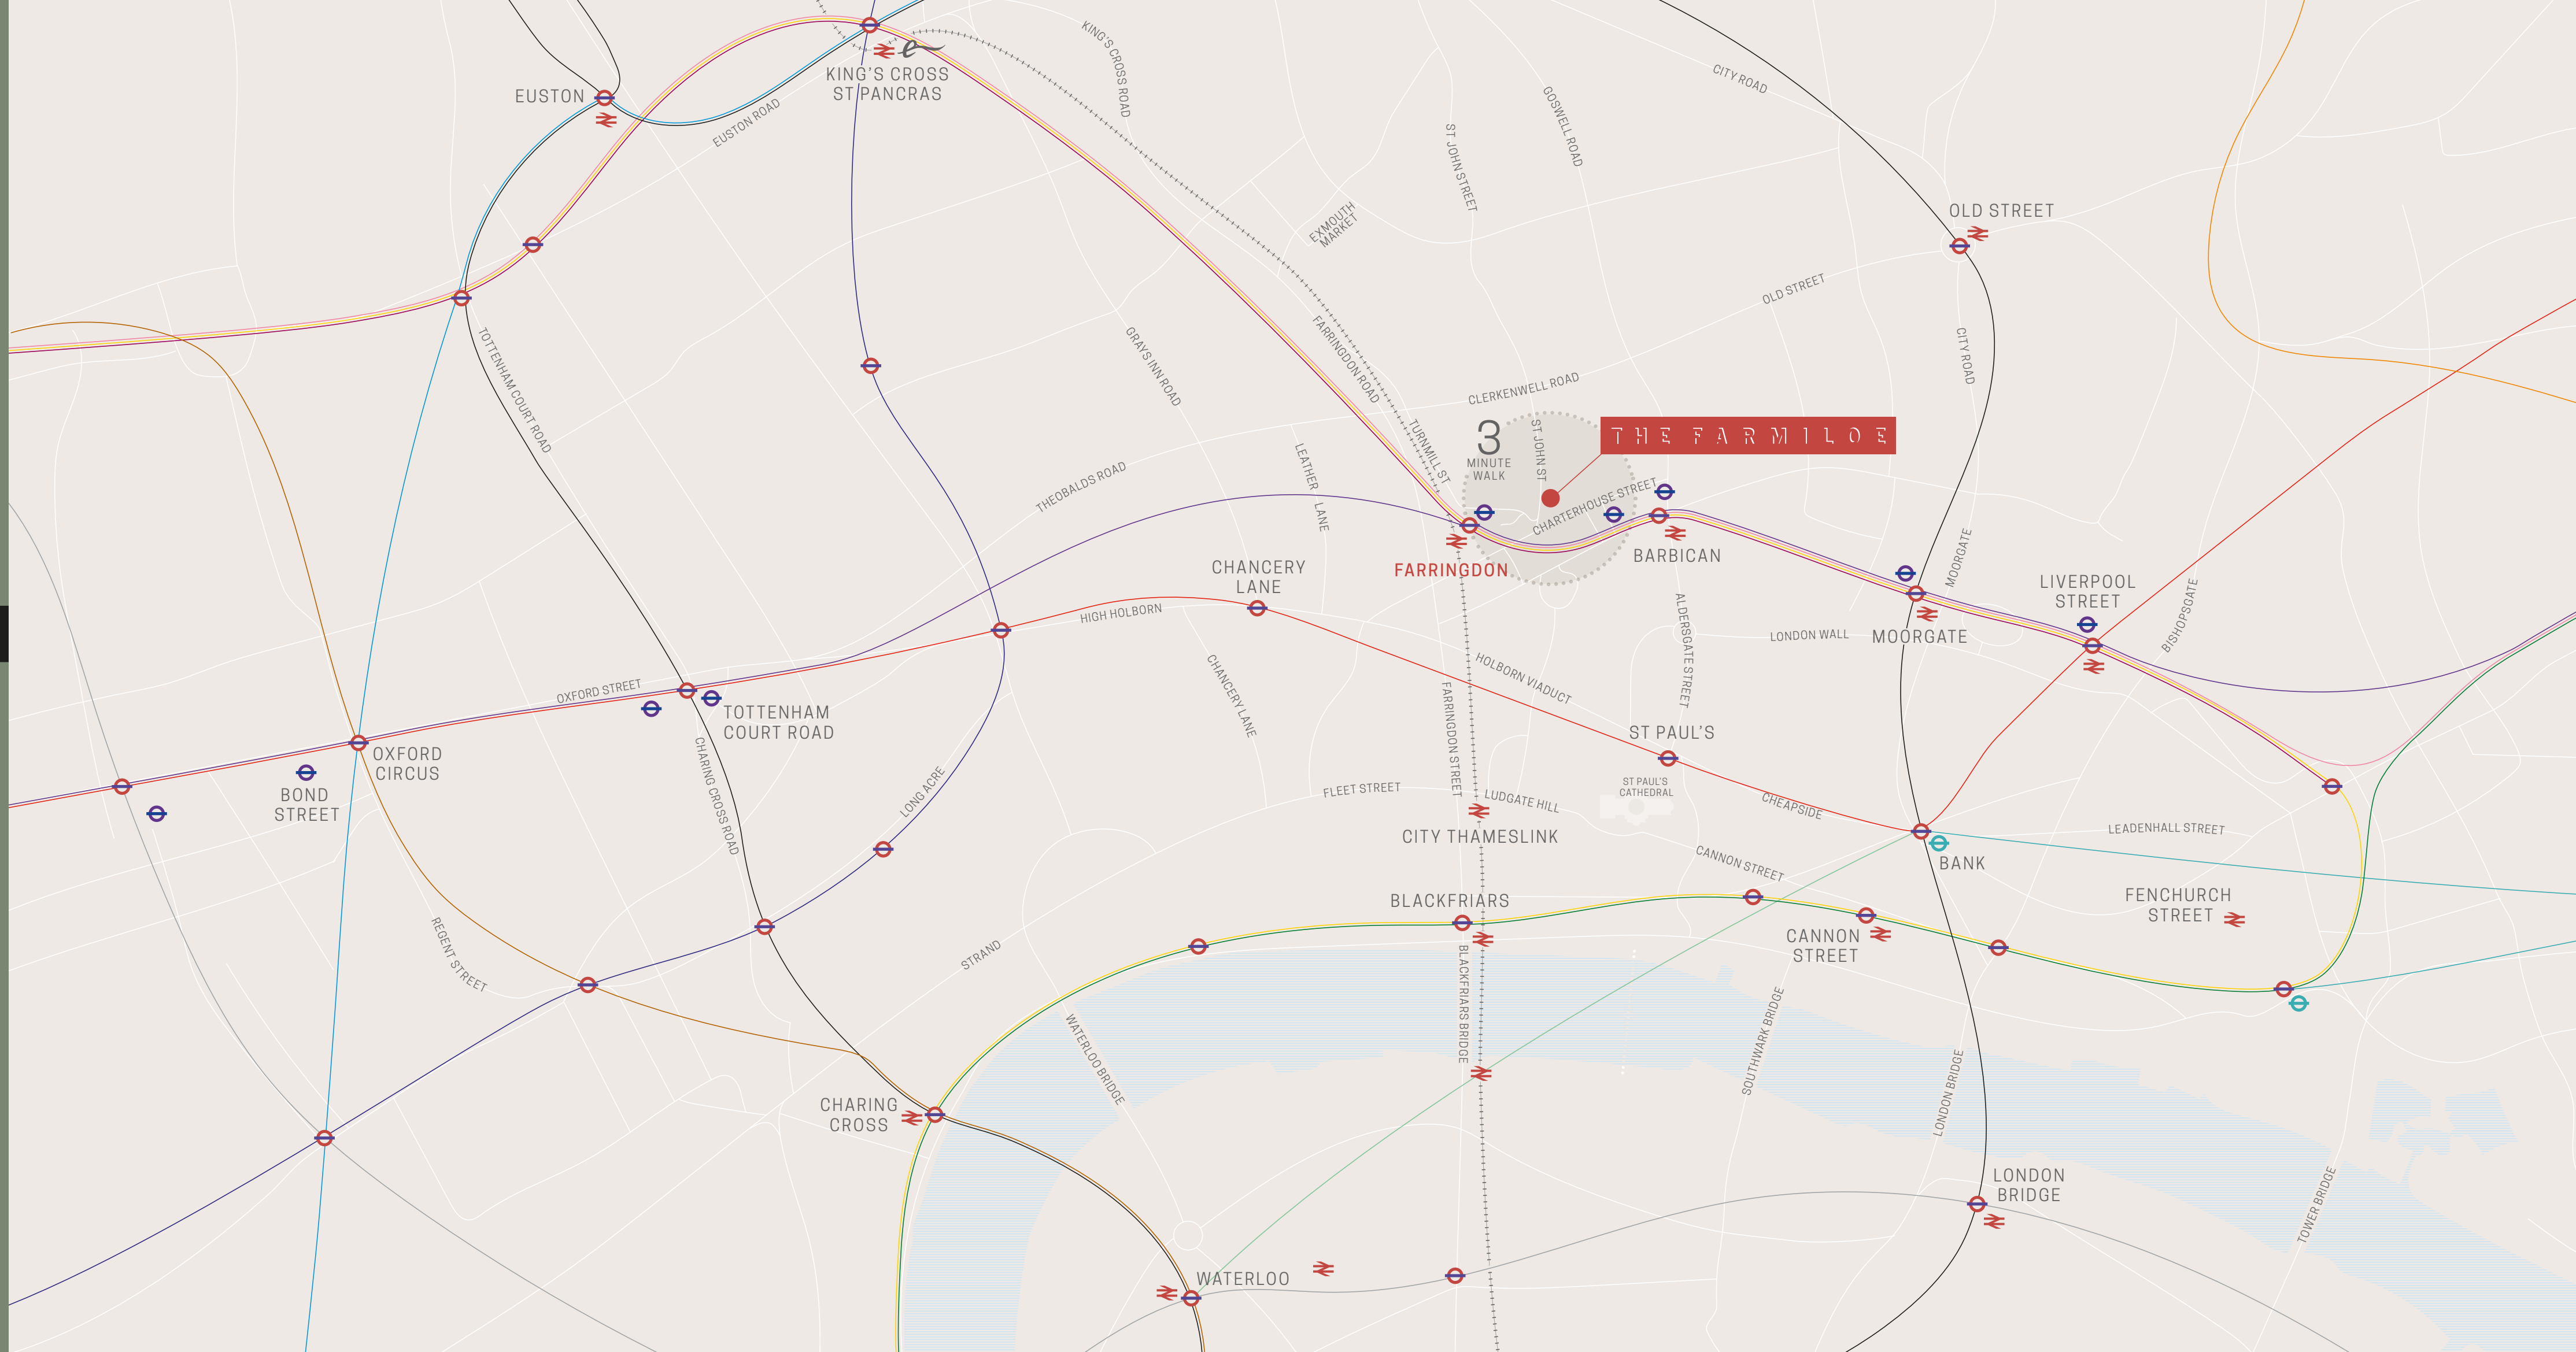 KING'S CROSS ROAD
CITY ROAD
KING'S CROSS
ST PANCRAS
EUSTON
EUSTON ROAD
GOSWELL ROAD
ST JOHN STREET
EXMOUTH
MARKET
OLD STREET
OLD STREET
CITY ROAD
TOTTENHAM COURT ROAD
GRAYS INN ROAD
FARRINGDON ROAD
CLERKENWELL ROAD
TURNMILL ST
3
MINUTE
WALK
ST JOHN ST
THE FARMILOE
LEATHER LANE
THEOBALDS ROAD
CHARTERHOUSE STREET
FARRINGDON
BARBICAN
MOORGATE
CHANCERY
LANE
LIVERPOOL
STREET
BISHOPSGATE
HIGH HOLBORN
ALDERSGATE STREET
LONDON WALL
MOORGATE
HOLBORN VIADUCT
CHANCERY LANE
FARRINGDON STREET
OXFORD STREET
TOTTENHAM
COURT ROAD
ST PAUL'S
OXFORD
CIRCUS
BOND
STREET
CHARING CROSS ROAD
LONG ACRE
FLEET STREET
LUDGATE HILL
ST PAUL'S
CATHEDRAL
CHEAPSIDE
CITY THAMESLINK
LEADENHALL STREET
BANK
CANNON STREET
BLACKFRIARS
FENCHURCH
STREET
CANNON
STREET
REGENT STREET
STRAND
BLACKFRIARS BRIDGE
WATERLOO BRIDGE
SOUTHWARK BRIDGE
LONDON BRIDGE
CHARING
CROSS
LONDON
BRIDGE
TOWER BRIDGE
WATERLOO